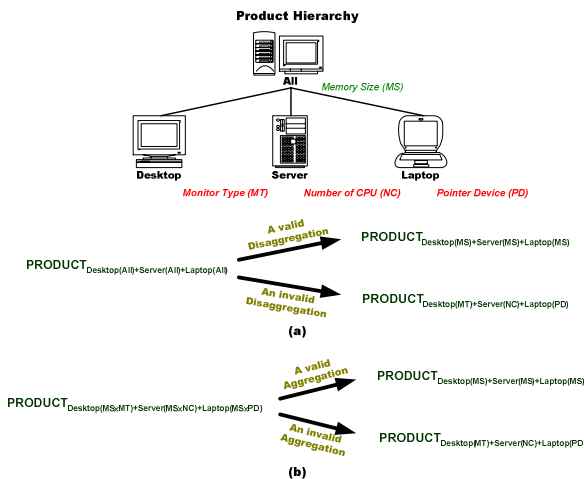 Product Hierarchy
All
Memory Size (MS)
Desktop
Server
Laptop
Monitor Type (MT)
Number of CPU (NC)
Pointer Device (PD)
A valid
Disaggregation
PRODUCTDesktop(MS)+Server(MS)+Laptop(MS)
PRODUCTDesktop(All)+Server(All)+Laptop(All)
An invalid
Disaggregation
PRODUCTDesktop(MT)+Server(NC)+Laptop(PD)
(a)
A valid
Aggregation
PRODUCTDesktop(MS)+Server(MS)+Laptop(MS)
PRODUCTDesktop(MSxMT)+Server(MSxNC)+Laptop(MSxPD)
An invalid
Aggregation
PRODUCTDesktop(MT)+Server(NC)+Laptop(PD
(b)